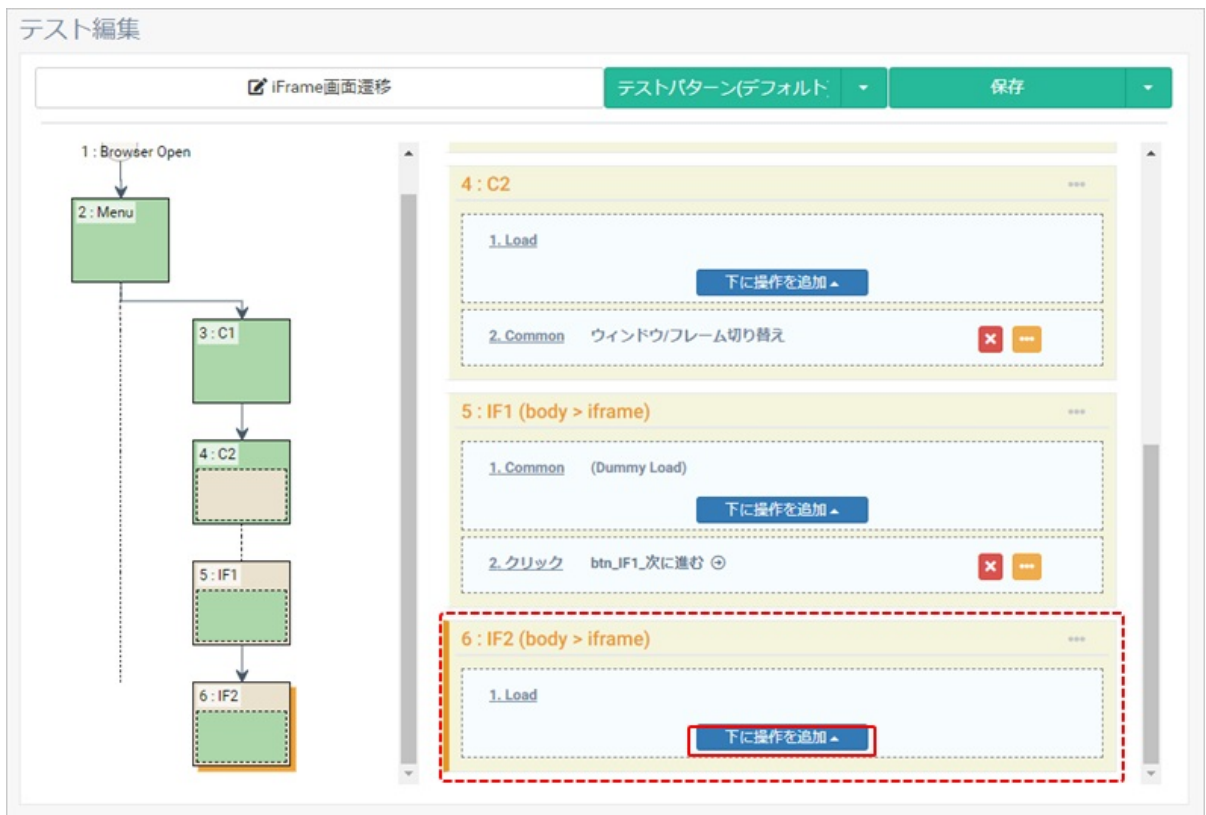 テスト編集
iFrame画面遷移
テストパターン(デフォルト)
保存
1 : Browser Open
2 : Menu
3 : C1
4 : C2
5 : IF1
6 : IF2
4 : C2
1. Load
下に操作を追加
2. Common ウィンドウ/フレーム切り替え
5 : IF1 (body > iframe)
1. Common (Dummy Load)
下に操作を追加
2. クリック btn_IF1_次に進む
6 : IF2 (body > iframe)
1. Load
下に操作を追加